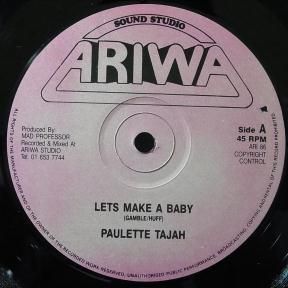 SOUND STUDIO
ARIWA
Produced By:
MAD PROFESSOR
Recorded & Mixed At
ARIWA STUDIO
Tel: 01 653 7744
Side A
45 RPM
ARI 86
COPYRIGHT
CONTROL
LETS MAKE A BABY
(GAMBLE/HUFF)
PAULETTE TAJAH
ALL RIGHTS OF THE MANUFACTURER AND OF THE OWNER OF THE RECORDED WORK RESERVED. UNAUTHORISED PUBLIC PERFORMANCE, BROADCASTING, COPYING AND RENTAL OF THIS RECORD PROHIBITED